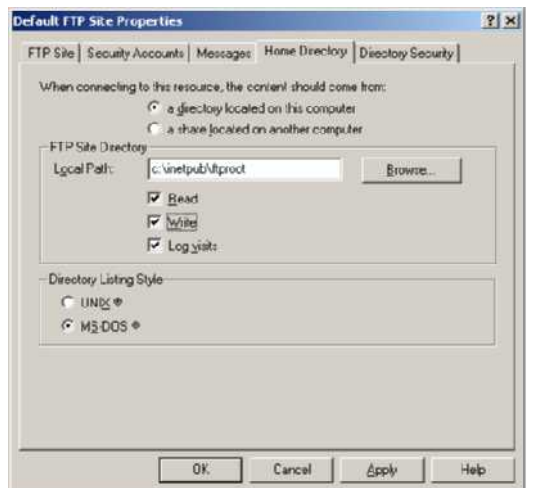 Default FTP Site Properties
FTP Site Security Accounts Messages Home Directory Directory Security
When connecting to this resource, the content should come from:
a directory located on this computer
a share located on another computer
FTP Site Directory
Local Path: c:\inetpub\ftproot Browse...
Read
Write
Log visits
Directory Listing Style
UNIX ®
MS-DOS ®
OK Cancel Apply Help